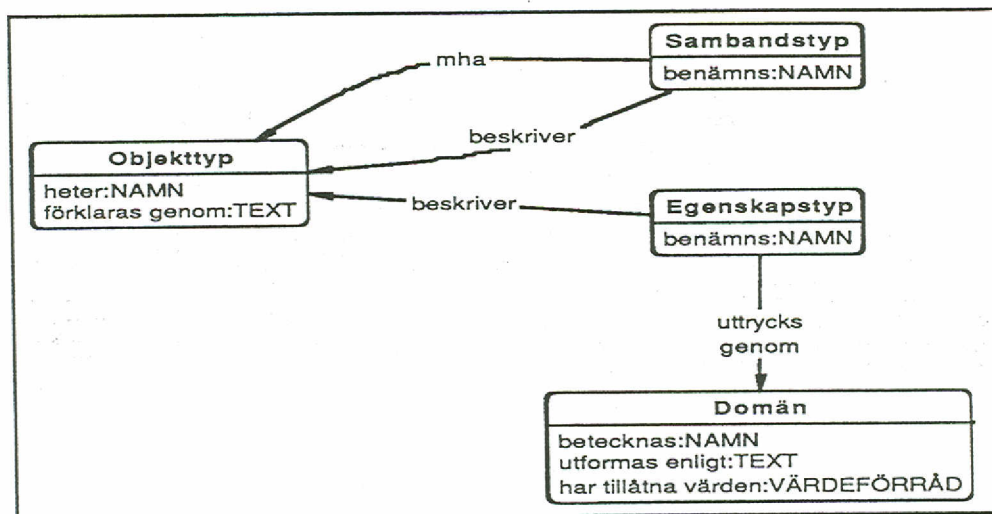 Sambandstyp
benämns:NAMN
mha
beskriver
Objekttyp
heter:NAMN
förklaras genom:TEXT
beskriver
Egenskapstyp
benämns:NAMN
uttrycks
genom
Domän
betecknas:NAMN
utformas enligt:TEXT
har tillåtna värden:VÄRDEFÖRRÅD